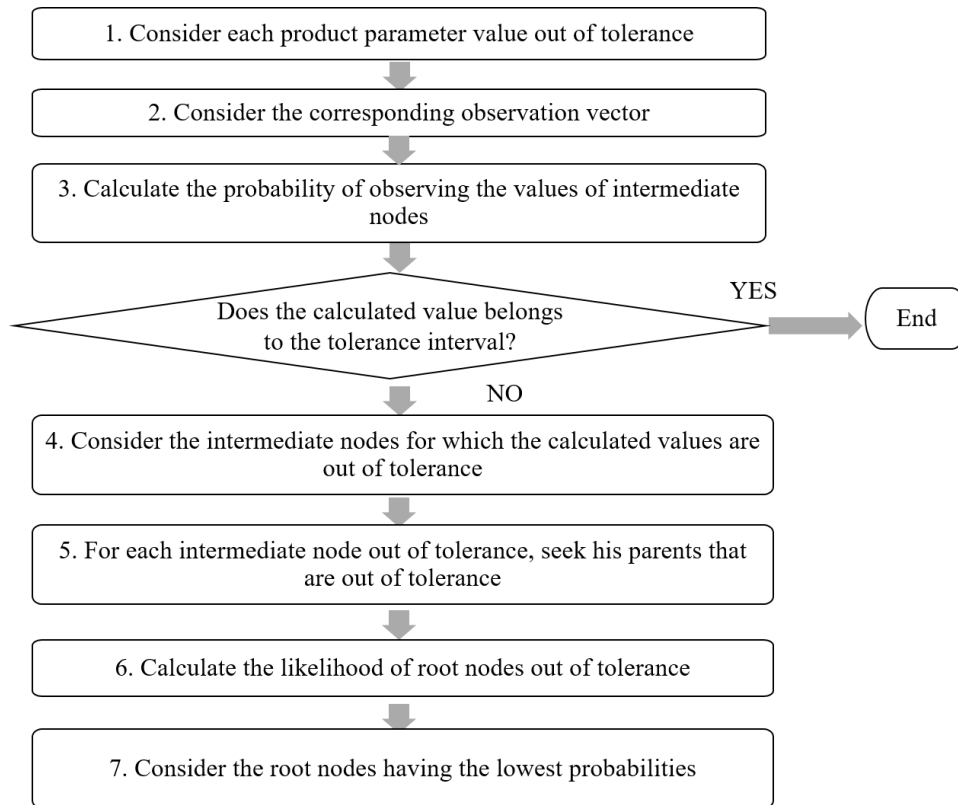 1. Consider each product parameter value out of tolerance
2. Consider the corresponding observation vector
3. Calculate the probability of observing the values of intermediate
nodes
YES
Does the calculated value belongs
to the tolerance interval?
End
NO
4. Consider the intermediate nodes for which the calculated values are
out of tolerance
5. For each intermediate node out of tolerance, seek his parents that
are out of tolerance
6. Calculate the likelihood of root nodes out of tolerance
7. Consider the root nodes having the lowest probabilities